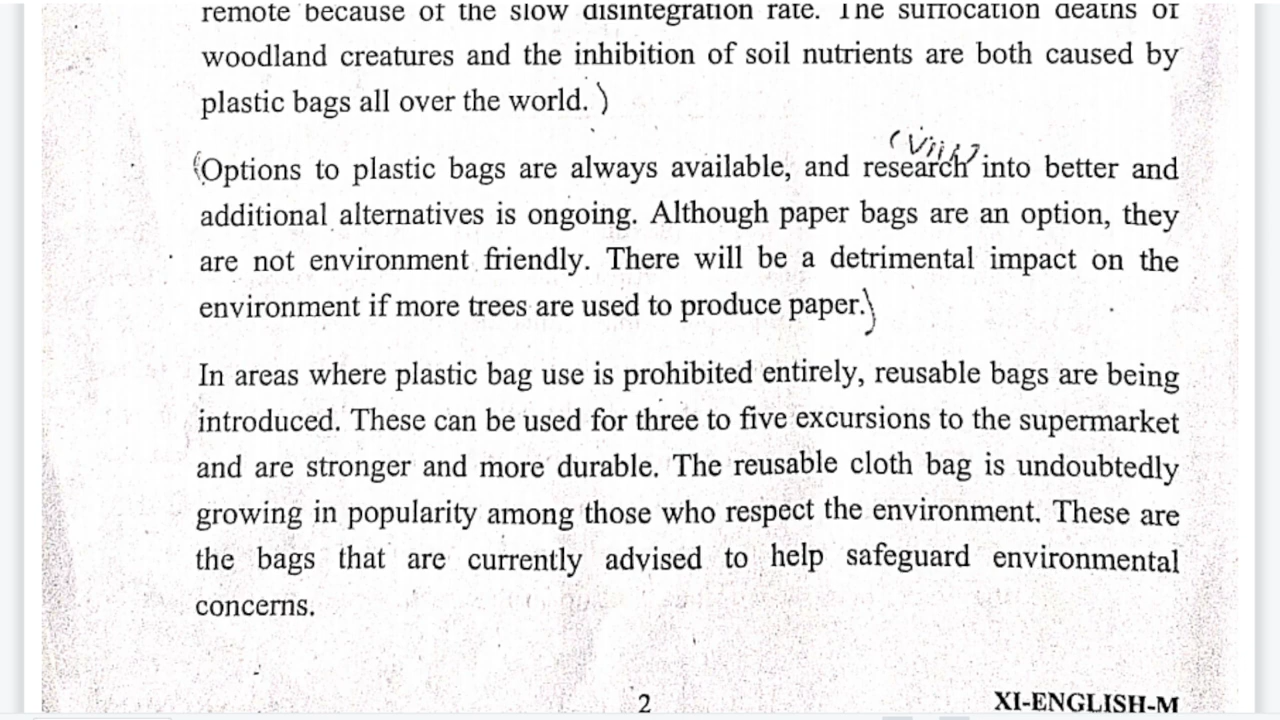 remote because of the slow disintegration rate. The suffocation deaths of
woodland creatures and the inhibition of soil nutrients are both caused by
plastic bags all over the world.)
(viii)
(Options to plastic bags are always available, and research into better and
additional alternatives is ongoing. Although paper bags are an option, they
are not environment friendly. There will be a detrimental impact on the
environment if more trees are used to produce paper.)
In areas where plastic bag use is prohibited entirely, reusable bags are being
introduced. These can be used for three to five excursions to the supermarket
and are stronger and more durable. The reusable cloth bag is undoubtedly
growing in popularity among those who respect the environment. These are
the bags that are currently advised to help safeguard environmental
concerns.
2 XI-ENGLISH-M